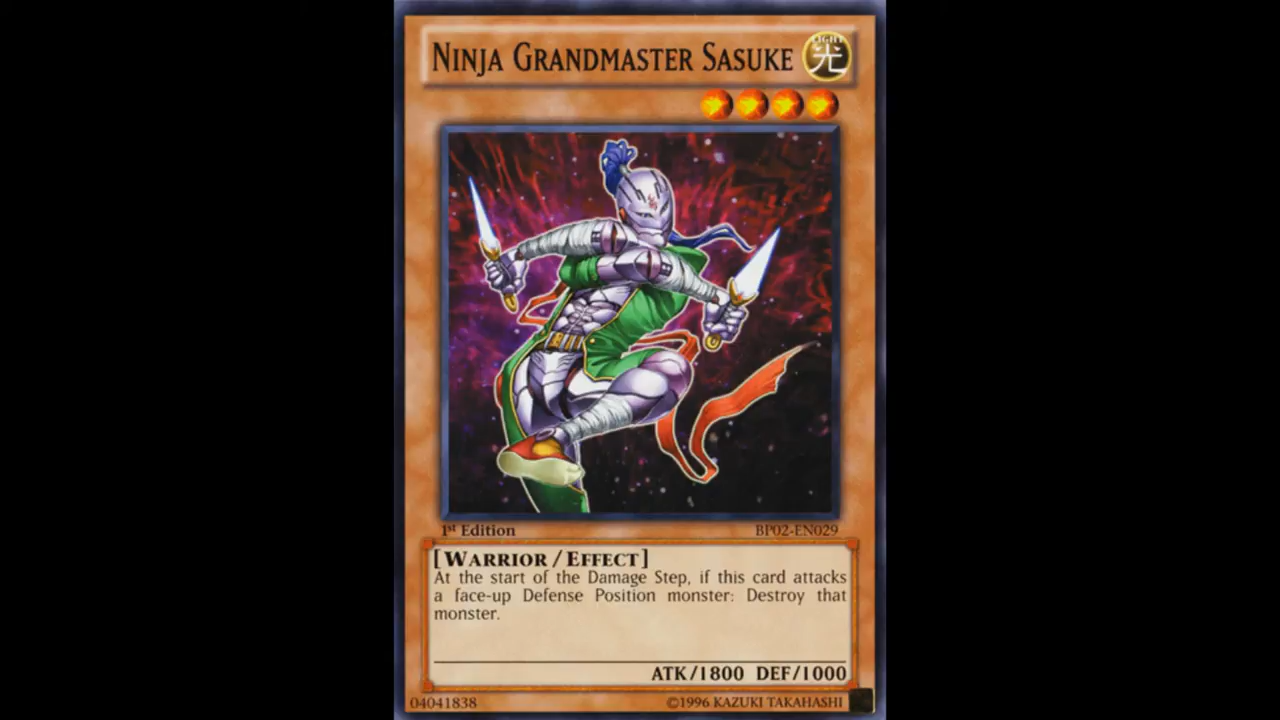 NINJA GRANDMASTER SASUKE
LIGHT
光
1st Edition
BP02-EN029
[WARRIOR / EFFECT]
At the start of the Damage Step, if this card attacks
a face-up Defense Position monster: Destroy that
monster.
ATK/1800 DEF/1000
04041838
©1996 KAZUKI TAKAHASHI